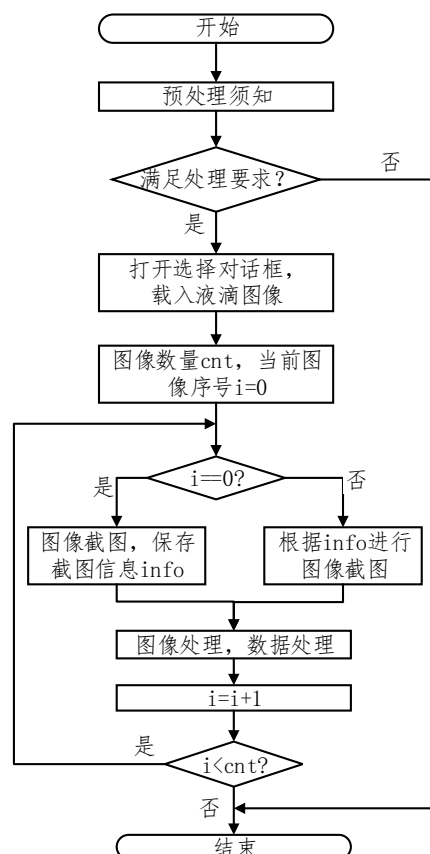 开始
预处理须知
满足处理要求?
否
是
打开选择对话框，
载入液滴图像
图像数量cnt，当前图
像序号i=0
i==0?
是
否
图像截图，保存
截图信息info
根据info进行
图像截图
图像处理，数据处理
i=i+1
是
i<cnt?
否
结束